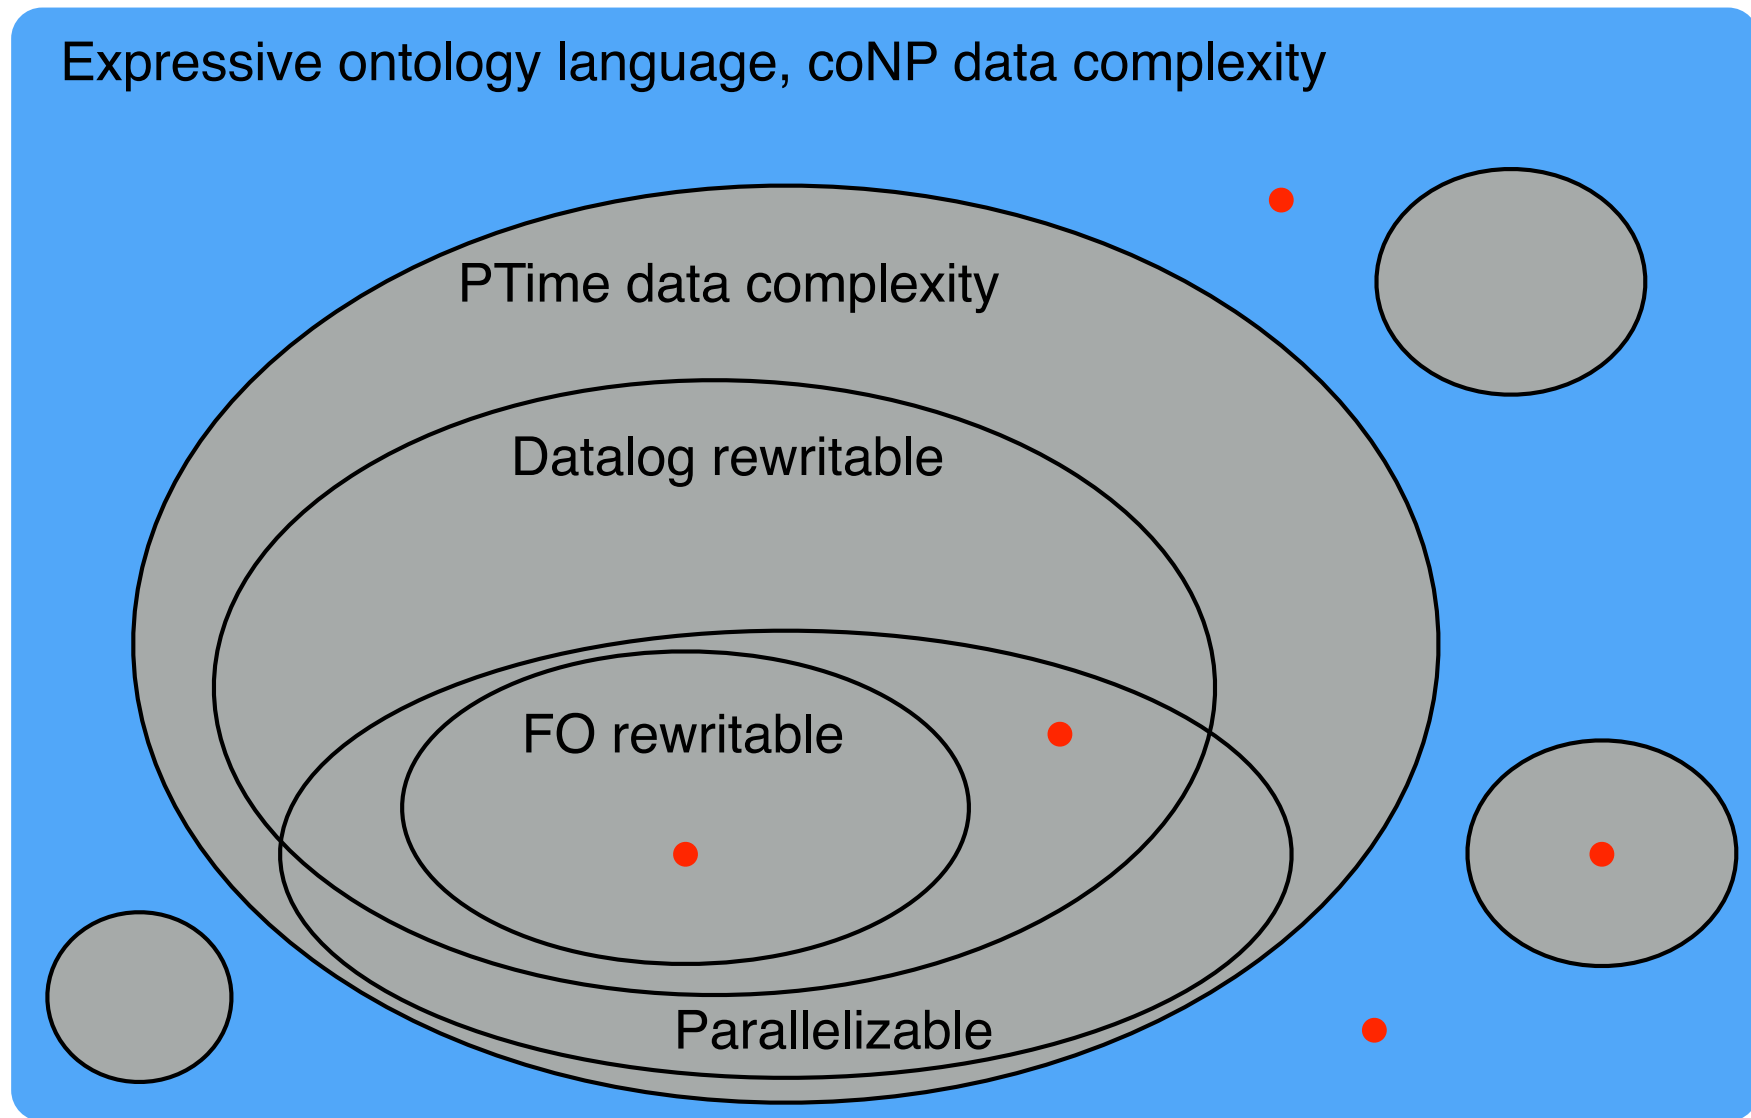 Expressive ontology language, coNP data complexity
PTime data complexity
Datalog rewritable
FO rewritable
Parallelizable